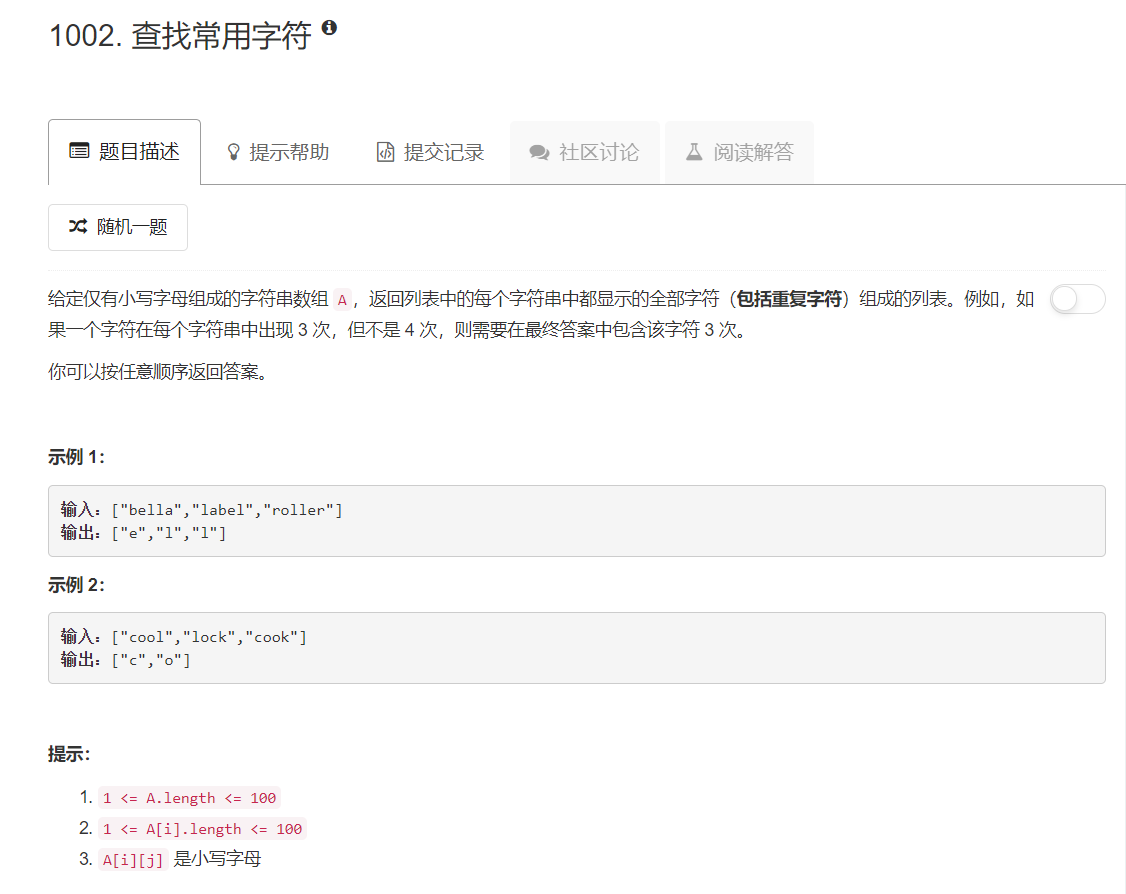 1002. 查找常用字符
题目描述
提示帮助
提交记录
社区讨论
阅读解答
随机一题
给定仅有小写字母组成的字符串数组 A，返回列表中的每个字符串中都显示的全部字符（包括重复字符）组成的列表。例如，如
果一个字符在每个字符串中出现 3 次，但不是 4 次，则需要在最终答案中包含该字符 3 次。
你可以按任意顺序返回答案。
示例 1：
输入：["bella","label","roller"]
输出：["e","l","l"]
示例 2：
输入：["cool","lock","cook"]
输出：["c","o"]
提示：
1. 1 <= A.length <= 100
2. 1 <= A[i].length <= 100
3. A[i][j] 是小写字母